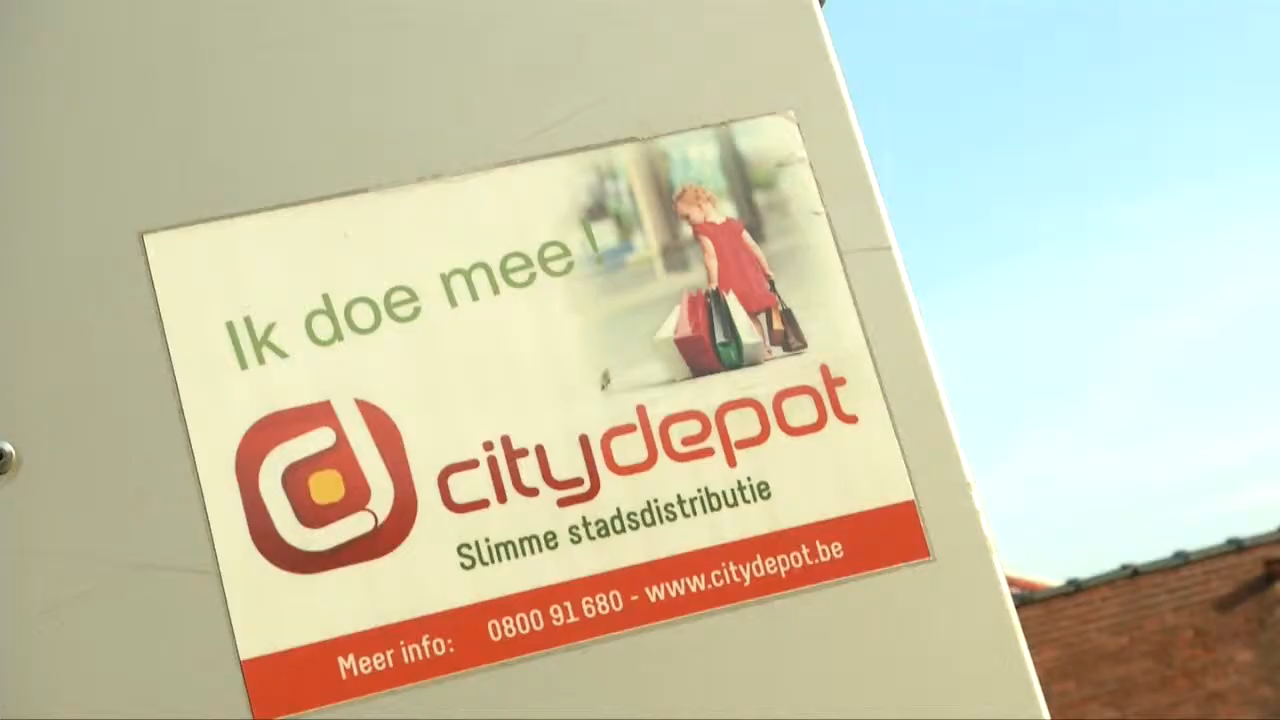 Ik doe mee!
citydepot
Slimme stadsdistributie
Meer info: 0800 91 680 - www.citydepot.be